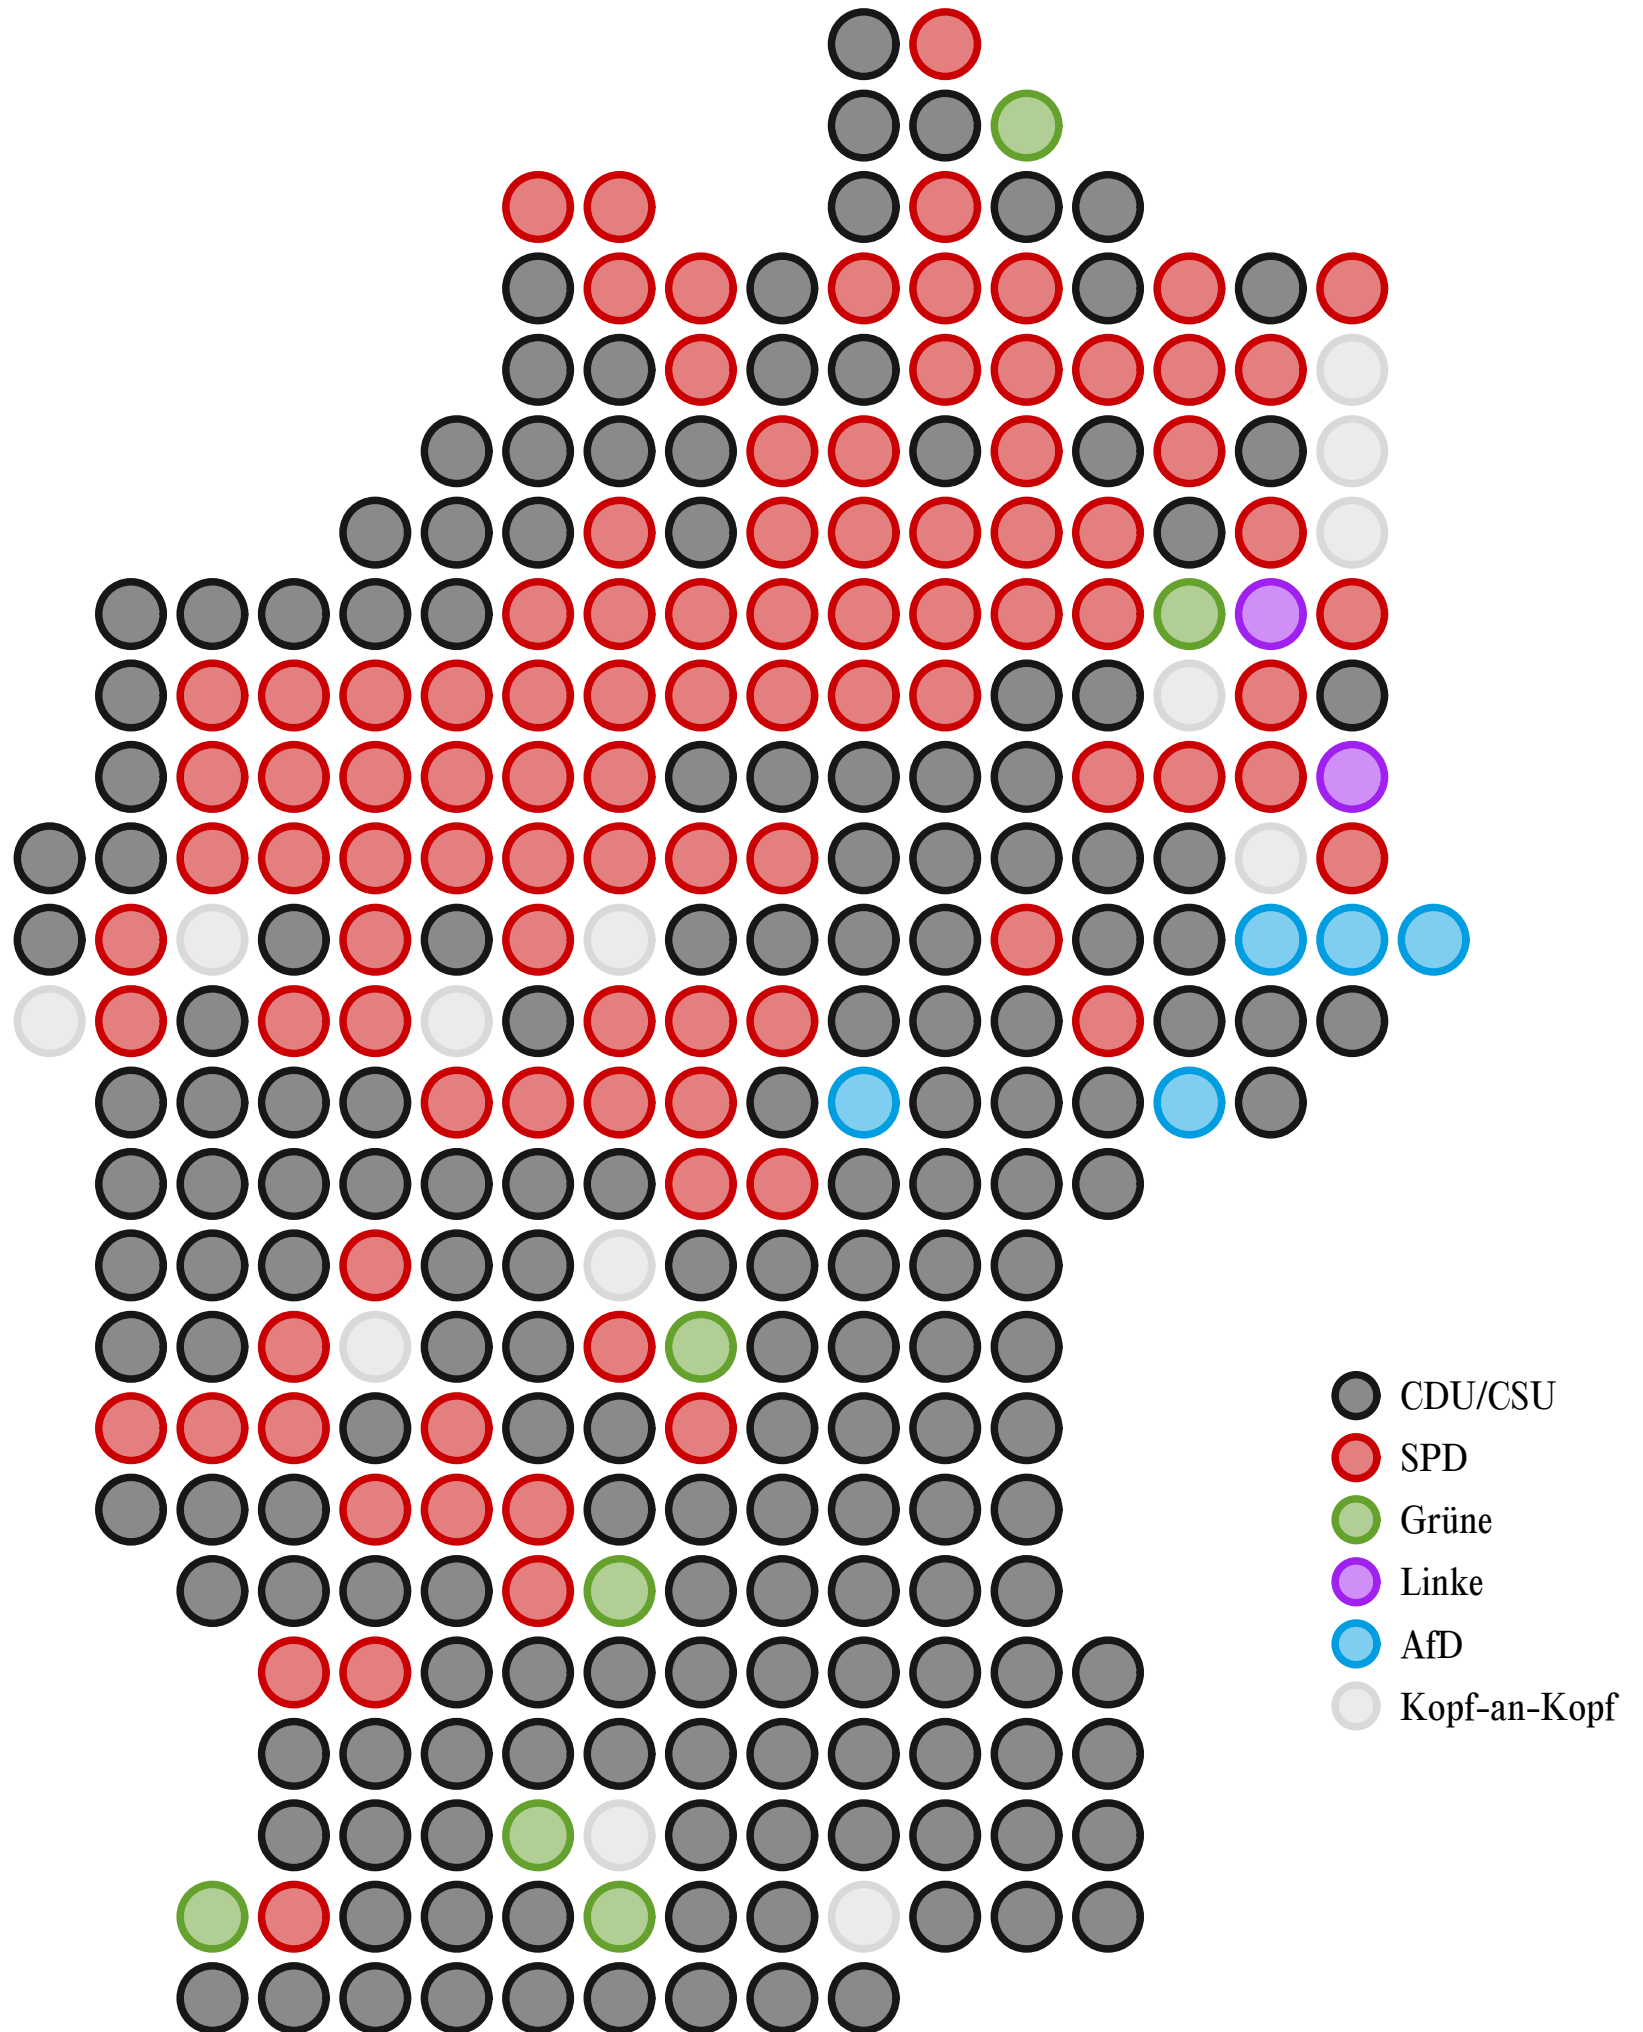 CDU/CSU
SPD
Grüne
Linke
AfD
Kopf-an-Kopf